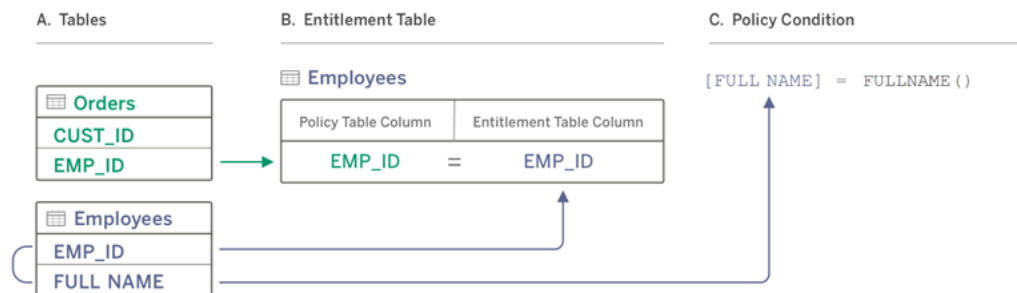 A. Tables
B. Entitlement Table
C. Policy Condition
Orders
CUST_ID
EMP_ID
Employees
EMP_ID
FULL NAME
Employees
Policy Table Column
Entitlement Table Column
EMP_ID = EMP_ID
[FULL NAME] = FULLNAME()